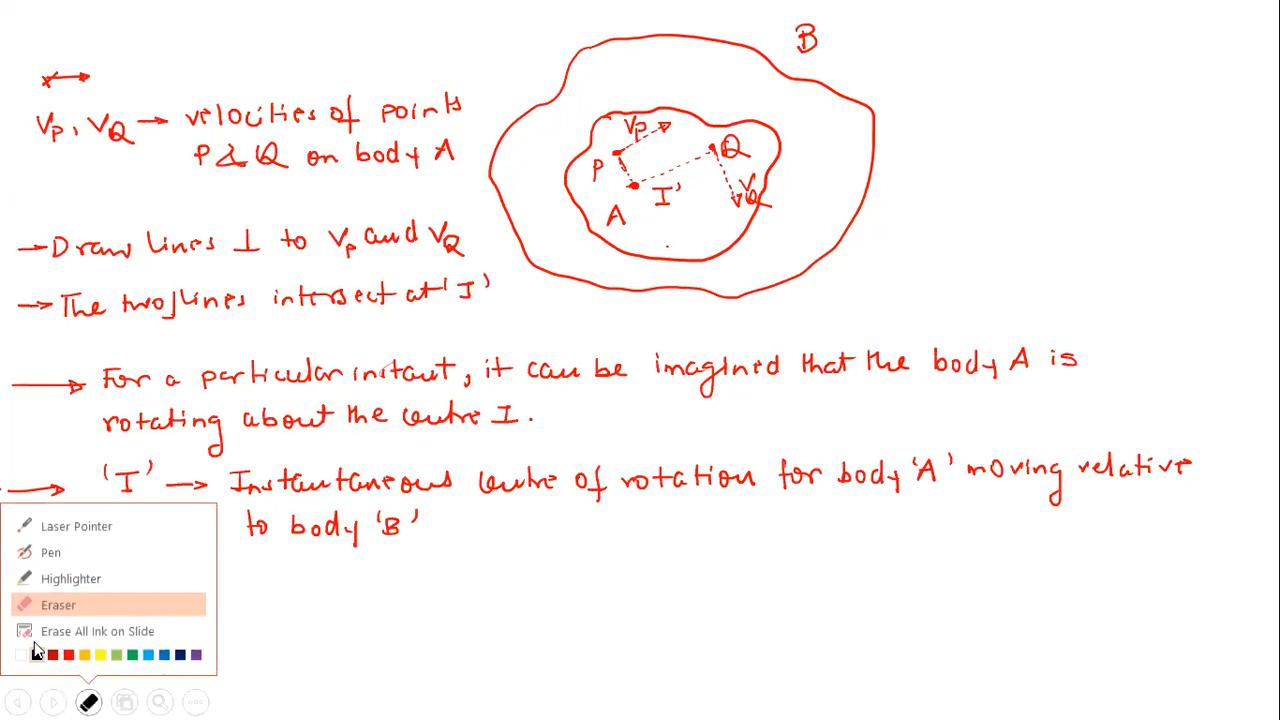 B
VP, VQ → velocities of points
P & Q on body A
VP
Q
P
I'
VQ
A
→ Draw lines ⊥ to VP and VQ
→ The two lines intersect at 'I'
→ For a particular instant, it can be imagined that the body A is
rotating about the centre I.
→ 'I' → Instantaneous centre of rotation for body 'A' moving relative
to body 'B'
Laser Pointer
Pen
Highlighter
Eraser
Erase All Ink on Slide